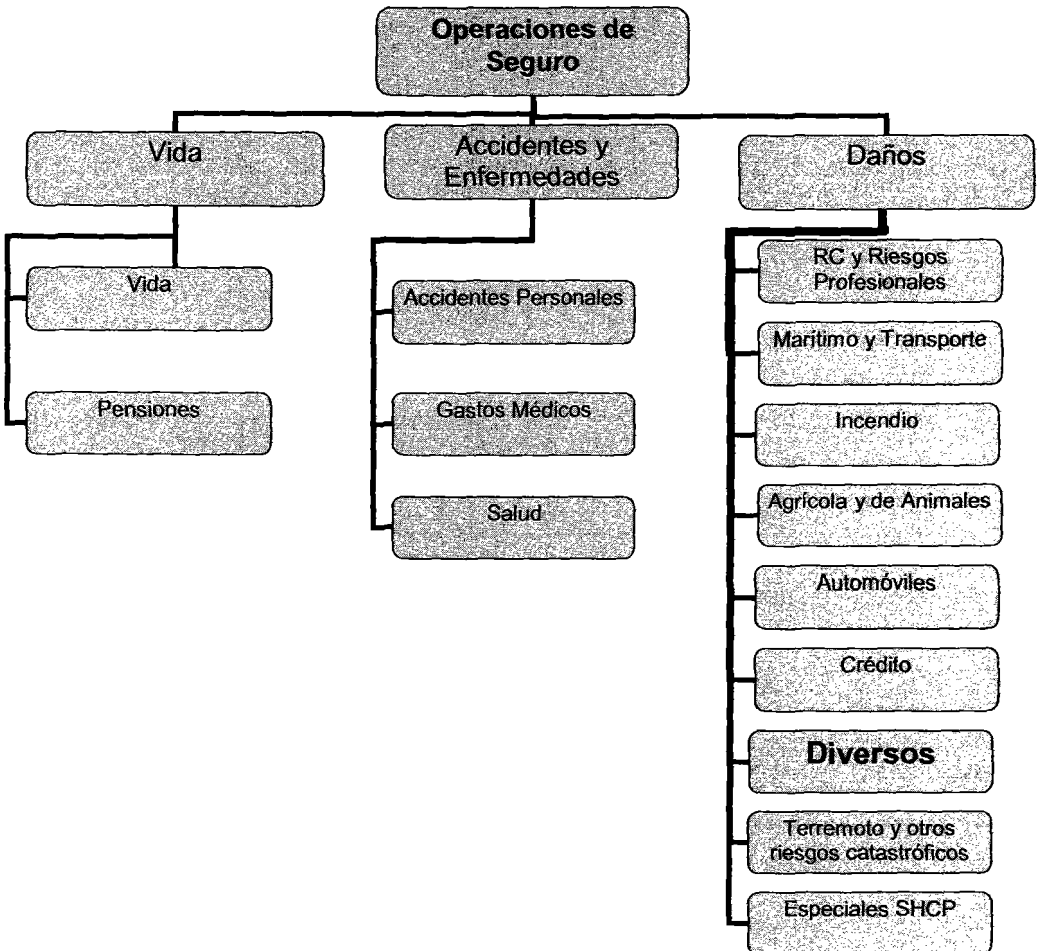 Operaciones de
Seguro
Vida
Accidentes y
Enfermedades
Daños
Vida
Pensiones
Accidentes Personales
Gastos Médicos
Salud
RC y Riesgos
Profesionales
Marítimo y Transporte
Incendio
Agrícola y de Animales
Automóviles
Crédito
Diversos
Terremoto y otros
riesgos catastróficos
Especiales SHCP